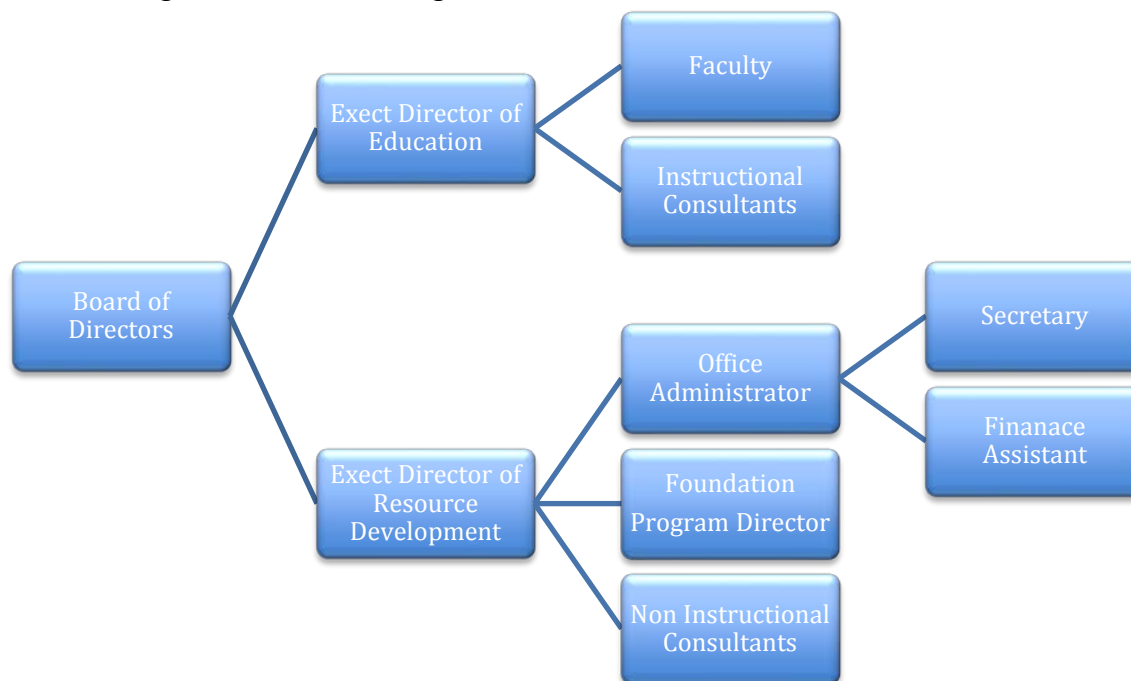 Faculty
Exect Director of
Education
Instructional
Consultants
Board of
Directors
Secretary
Office
Administrator
Finanace
Assistant
Exect Director of
Resource
Development
Foundation
Program Director
Non Instructional
Consultants